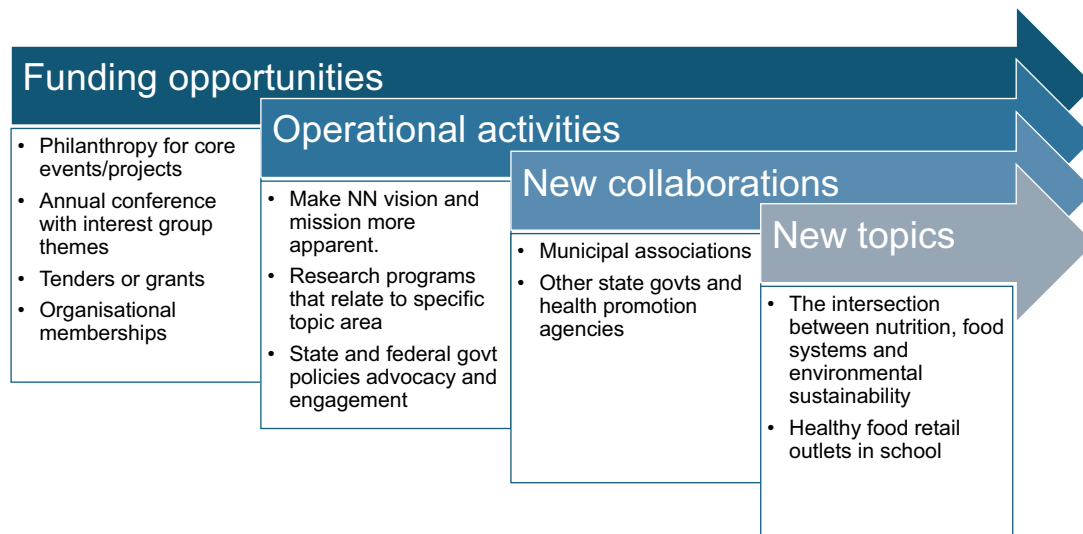 Funding opportunities
• Philanthropy for core
events/projects
• Annual conference
with interest group
themes
• Tenders or grants
• Organisational
memberships
Operational activities
• Make NN vision and
mission more
apparent.
• Research programs
that relate to specific
topic area
• State and federal govt
policies advocacy and
engagement
New collaborations
• Municipal associations
• Other state govts and
health promotion
agencies
New topics
• The intersection
between nutrition, food
systems and
environmental
sustainability
• Healthy food retail
outlets in school